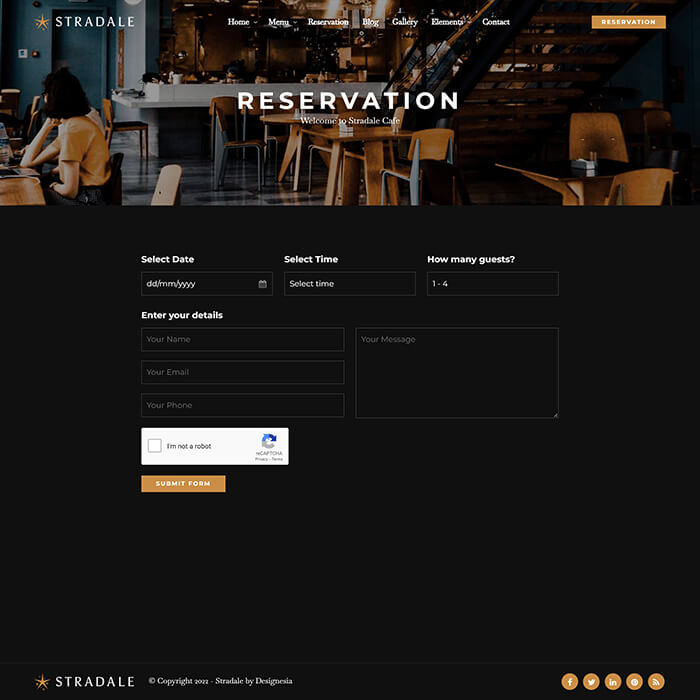 STRADALE Home Menu Reservation Blog Gallery Elements Contact RESERVATION
RESERVATION
Welcome to Stradale Cafe
Select Date Select Time How many guests?
dd/mm/yyyy Select time 1 - 4
Enter your details
Your Name Your Message
Your Email
Your Phone
I'm not a robot
reCAPTCHA
Privacy - Terms
SUBMIT FORM
STRADALE © Copyright 2022 - Stradale by Designesia